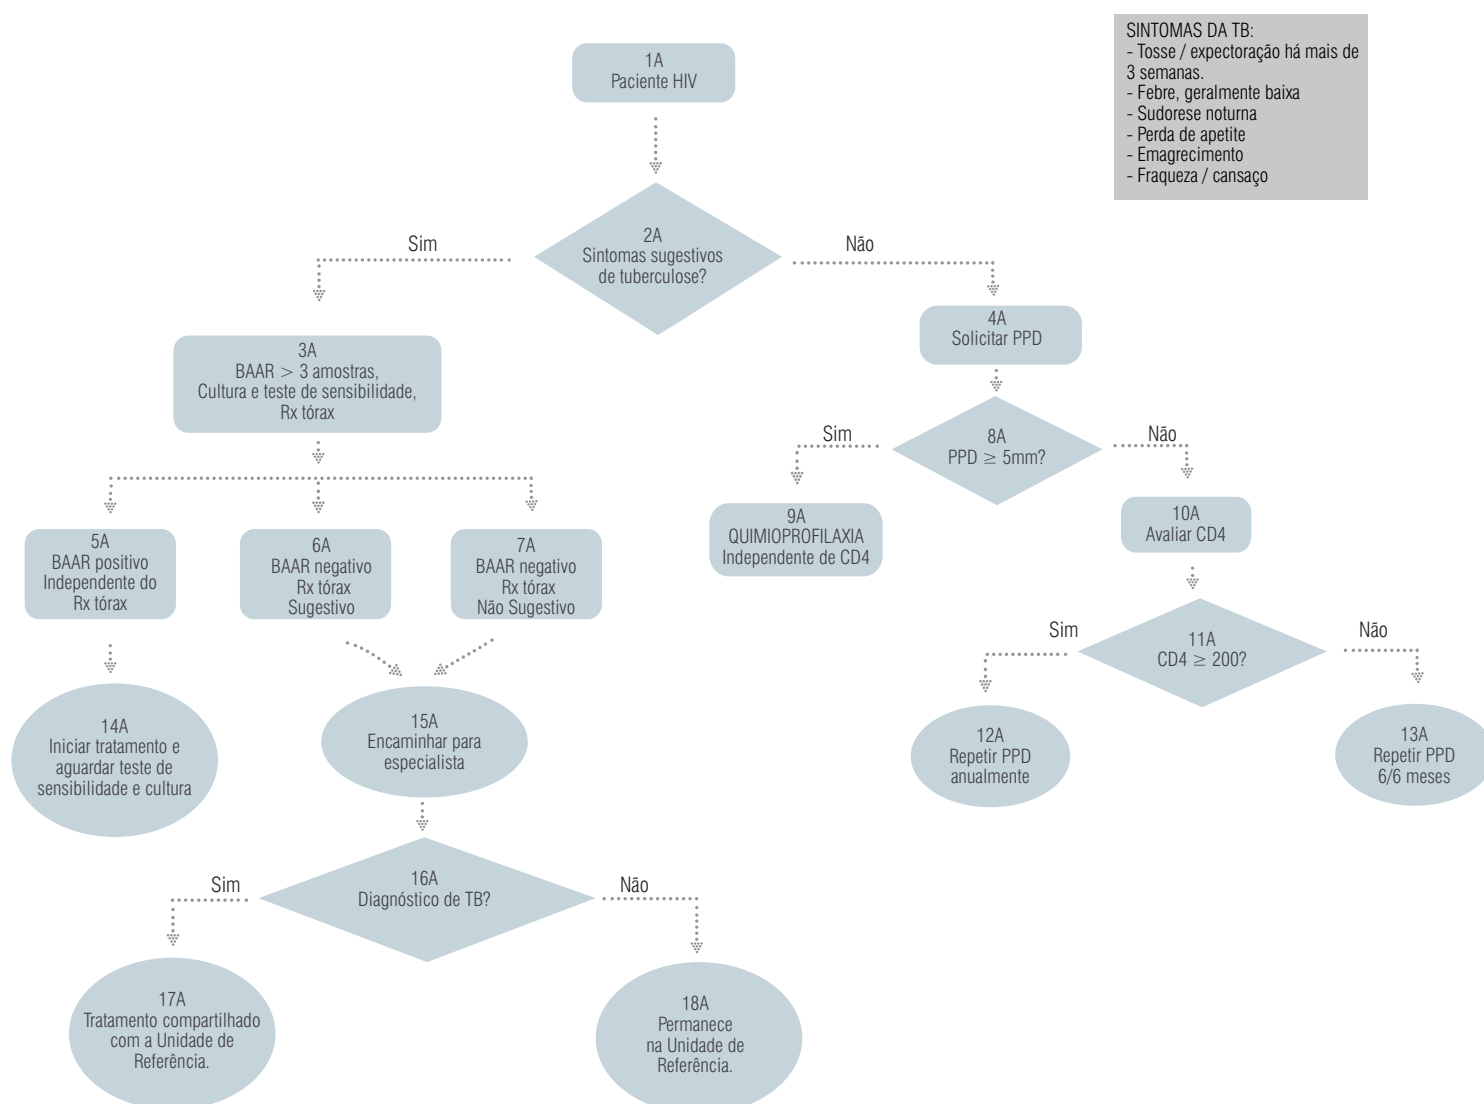 SINTOMAS DA TB:
- Tosse / expectoração há mais de
3 semanas.
- Febre, geralmente baixa
- Sudorese noturna
- Perda de apetite
- Emagrecimento
- Fraqueza / cansaço
1A
Paciente HIV
2A
Sintomas sugestivos
de tuberculose?
Sim
Não
3A
BAAR > 3 amostras,
Cultura e teste de sensibilidade,
Rx tórax
4A
Solicitar PPD
8A
PPD ≥ 5mm?
Sim
Não
5A
BAAR positivo
Independente do
Rx tórax
6A
BAAR negativo
Rx tórax
Sugestivo
7A
BAAR negativo
Rx tórax
Não Sugestivo
9A
QUIMIOPROFILAXIA
Independente de CD4
10A
Avaliar CD4
11A
CD4 ≥ 200?
Sim
Não
14A
Iniciar tratamento e
aguardar teste de
sensibilidade e cultura
15A
Encaminhar para
especialista
12A
Repetir PPD
anualmente
13A
Repetir PPD
6/6 meses
16A
Diagnóstico de TB?
Sim
Não
17A
Tratamento compartilhado
com a Unidade de
Referência.
18A
Permanece
na Unidade de
Referência.